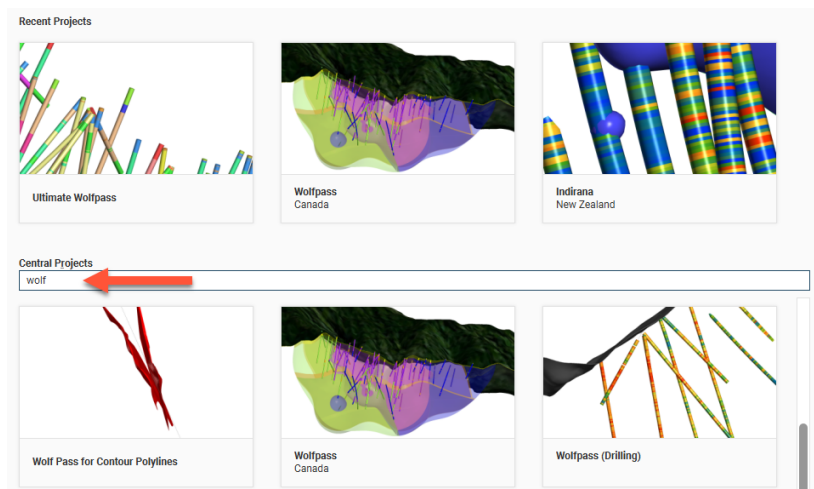 Recent Projects
Ultimate Wolfpass
Wolfpass
Canada
Indirana
New Zealand
Central Projects
wolf
Wolf Pass for Contour Polylines
Wolfpass
Canada
Wolfpass (Drilling)